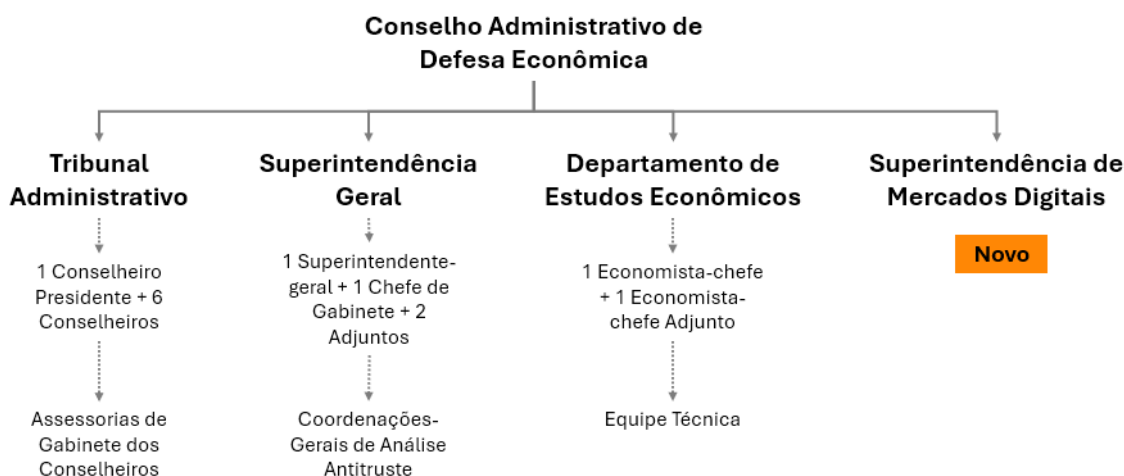 Conselho Administrativo de
Defesa Econômica
Tribunal
Administrativo
1 Conselheiro
Presidente + 6
Conselheiros
Assessorias de
Gabinete dos
Conselheiros
Superintendência
Geral
1 Superintendente-
geral + 1 Chefe de
Gabinete + 2
Adjuntos
Coordenações-
Gerais de Análise
Antitruste
Departamento de
Estudos Econômicos
1 Economista-chefe
+ 1 Economista-
chefe Adjunto
Equipe Técnica
Superintendência de
Mercados Digitais
Novo